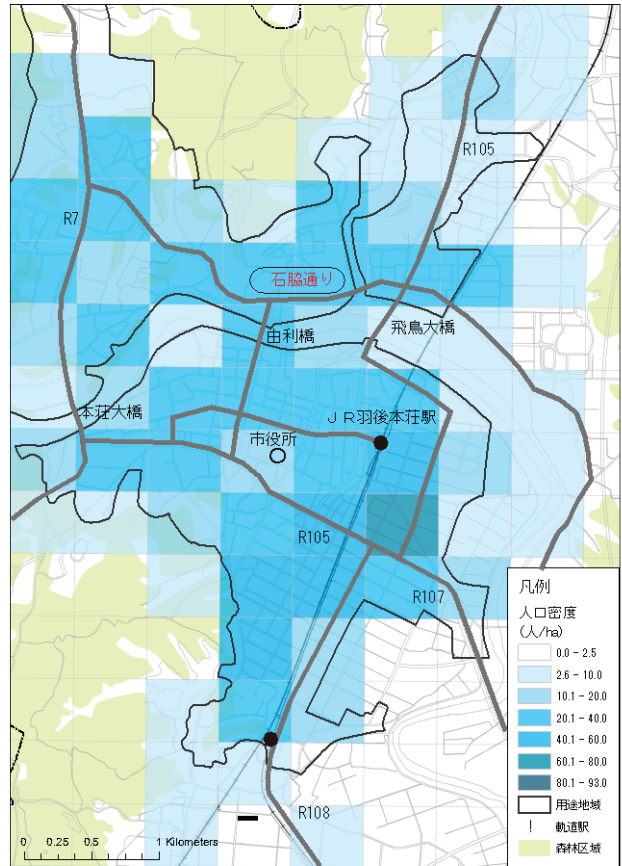 R105
R7
石脇通り
由利橋
飛鳥大橋
本荘大橋
JR羽後本荘駅
市役所
R105
R107
R108
凡例
人口密度
(人/ha)
0.0 - 2.5
2.6 - 10.0
10.1 - 20.0
20.1 - 40.0
40.1 - 60.0
60.1 - 80.0
80.1 - 93.0
用途地域
軌道駅
森林区域
0 0.25 0.5 1 Kilometers